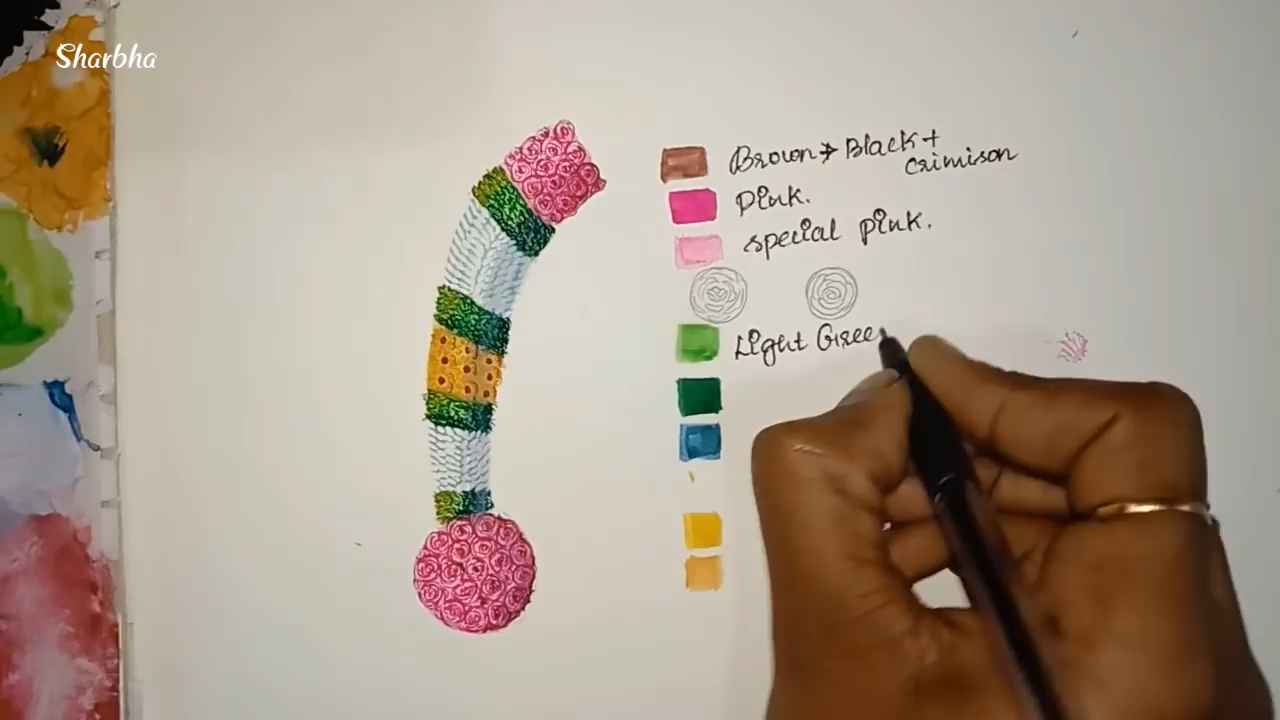 Sharbha
Brown → Black +
Crimison
Pink.
special pink.
Light Gree